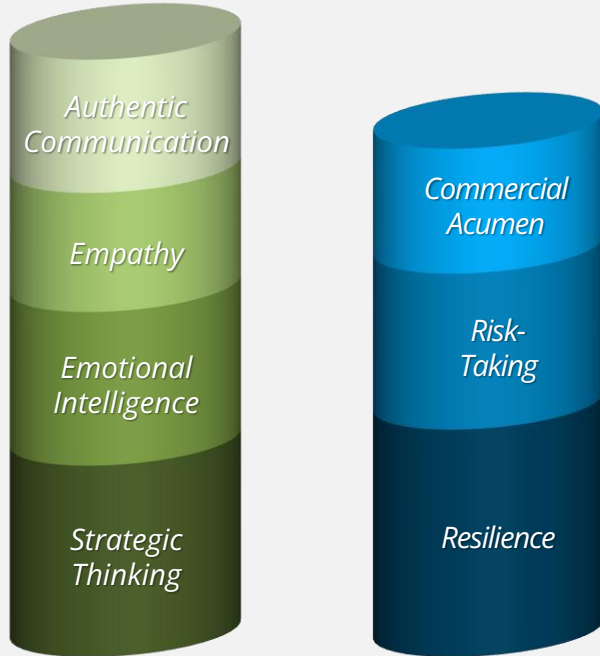 Authentic
Communication
Empathy
Emotional
Intelligence
Strategic
Thinking
Commercial
Acumen
Risk-
Taking
Resilience